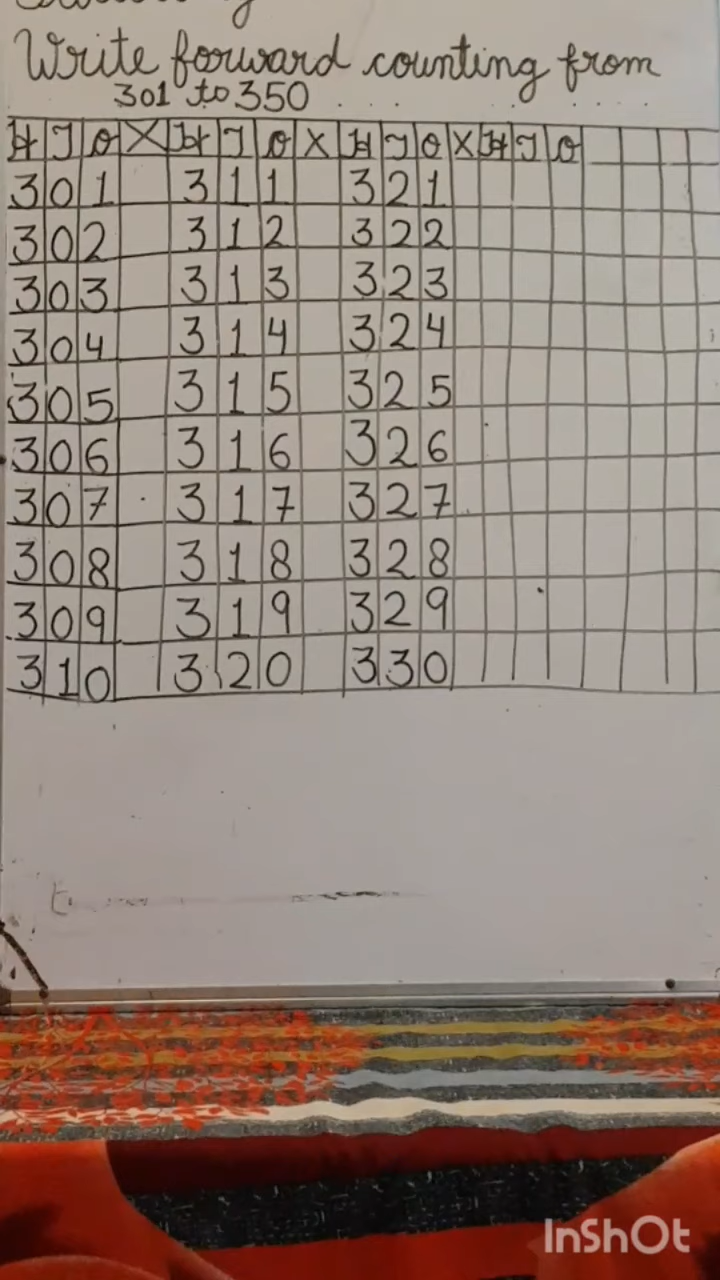 Write forward counting from
301 to 350
H T O X H T O X H T O X H T O
301 311 321
302 312 322
303 313 323
304 314 324
305 315 325
306 316 326
307 317 327
308 318 328
309 319 329
310 320 330
InShOt